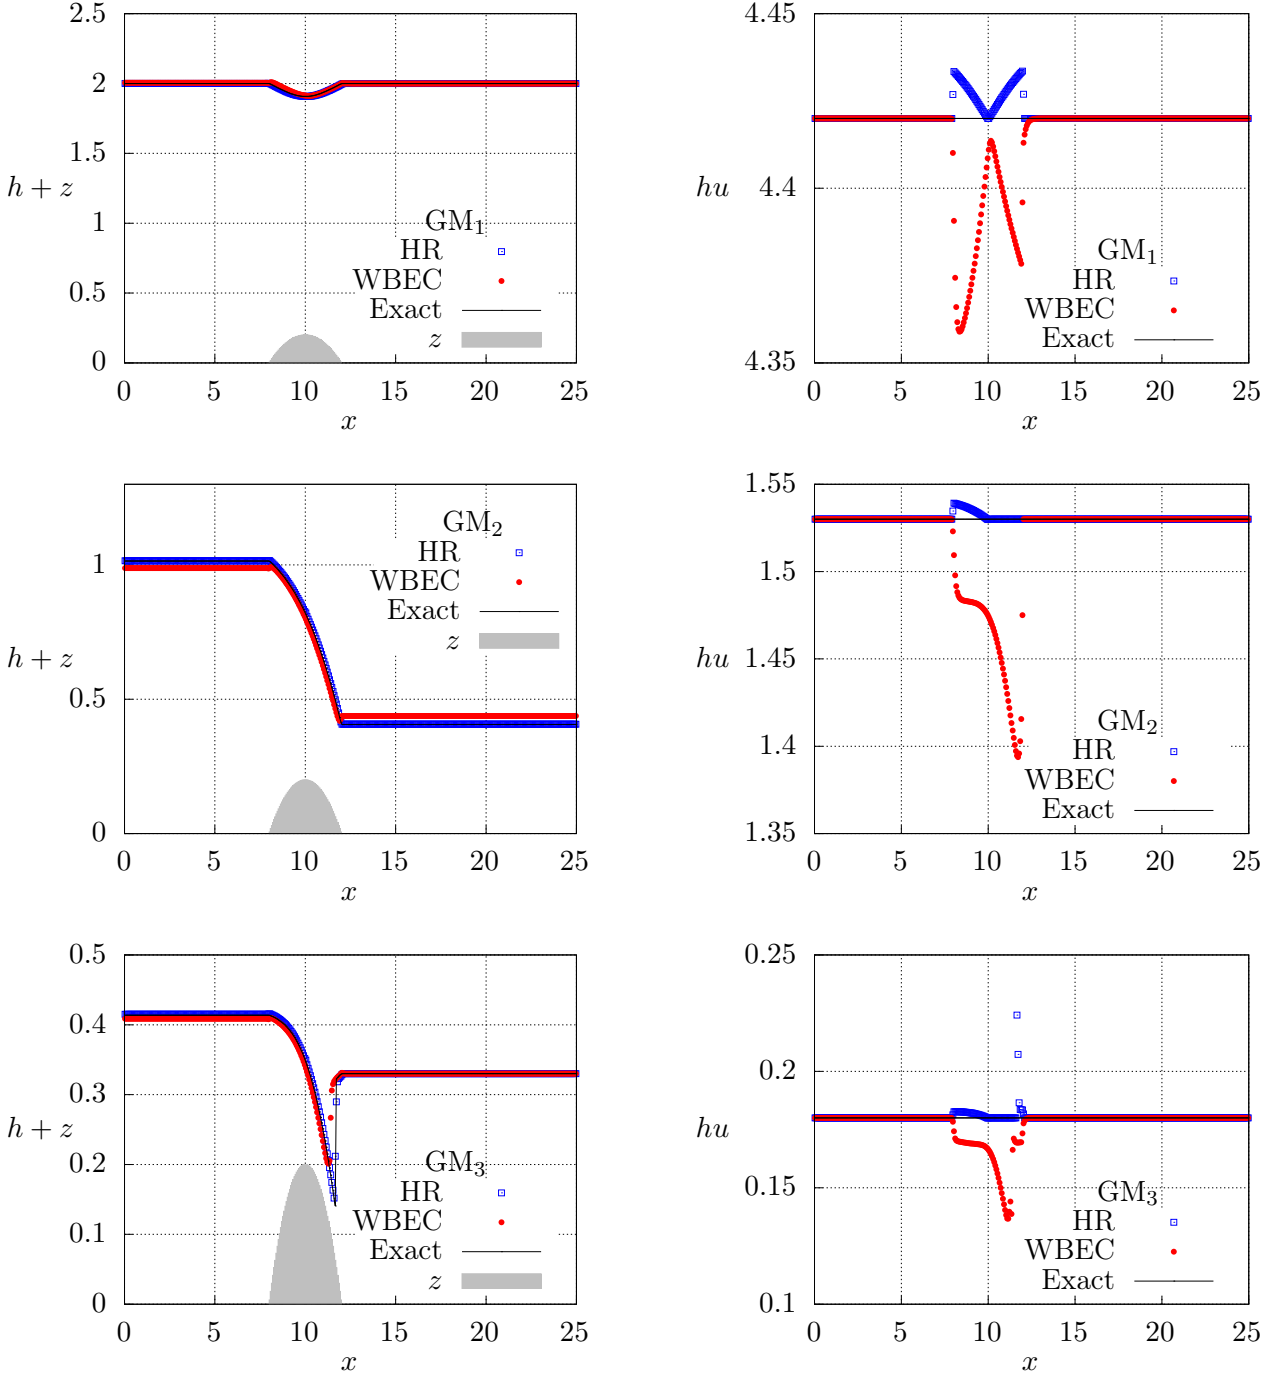 2.5
2
1.5
1
0.5
0
h + z
GM₁
HR
WBEC
Exact
z
0 5 10 15 20 25
x
4.45
4.4
4.35
hu
GM₁
HR
WBEC
Exact
0 5 10 15 20 25
x
1
0.5
0
h + z
GM₂
HR
WBEC
Exact
z
0 5 10 15 20 25
x
1.55
1.5
1.45
1.4
1.35
hu
GM₂
HR
WBEC
Exact
0 5 10 15 20 25
x
0.5
0.4
0.3
0.2
0.1
0
h + z
GM₃
HR
WBEC
Exact
z
0 5 10 15 20 25
x
0.25
0.2
0.15
0.1
hu
GM₃
HR
WBEC
Exact
0 5 10 15 20 25
x